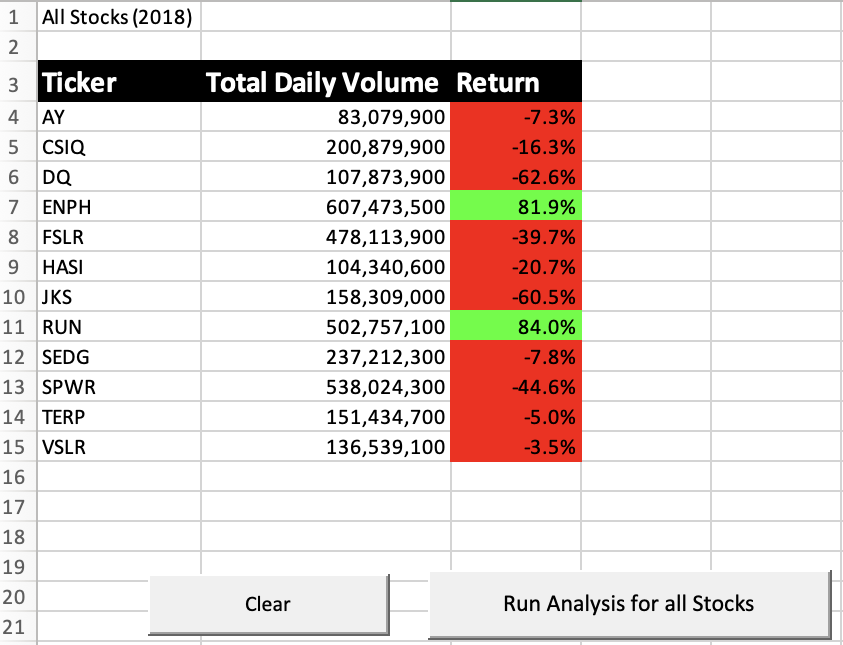 1 All Stocks (2018)
2
3 Ticker Total Daily Volume Return
4 AY 83,079,900 -7.3%
5 CSIQ 200,879,900 -16.3%
6 DQ 107,873,900 -62.6%
7 ENPH 607,473,500 81.9%
8 FSLR 478,113,900 -39.7%
9 HASI 104,340,600 -20.7%
10 JKS 158,309,000 -60.5%
11 RUN 502,757,100 84.0%
12 SEDG 237,212,300 -7.8%
13 SPWR 538,024,300 -44.6%
14 TERP 151,434,700 -5.0%
15 VSLR 136,539,100 -3.5%
16
17
18
19
20 Clear Run Analysis for all Stocks
21